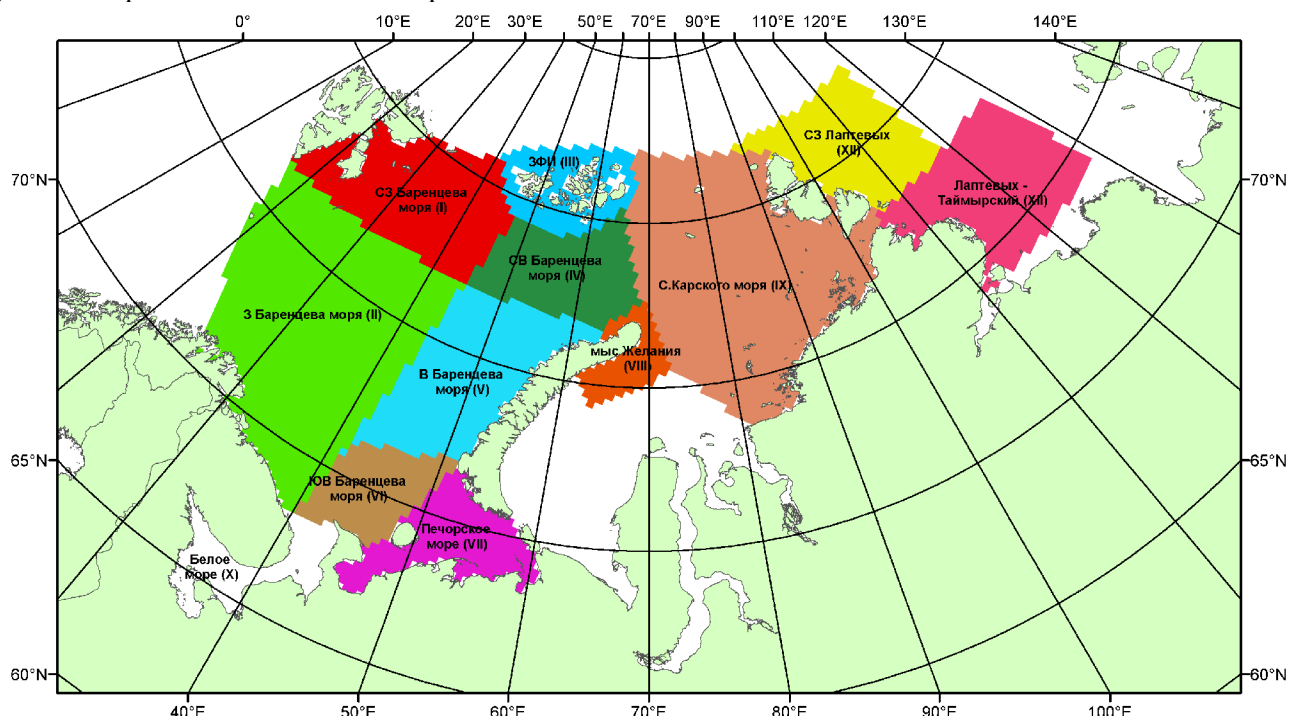 0° 10°E 20°E 30°E 50°E 70°E 90°E 110°E 120°E 130°E 140°E
СЗ Лаптевых
(XII)
ЗФИ (III)
70°N
70°N
СЗ Баренцева
моря (I)
Лаптевых -
Таймырский (XII)
СВ Баренцева
моря (IV)
С.Карского моря (IX)
З Баренцева моря (II)
мыс Желания
(VIII)
В Баренцева
моря (V)
65°N
65°N
ЮВ Баренцева
моря (VI)
Печорское
море (VII)
Белое
море (X)
60°N
60°N
40°E 50°E 60°E 70°E 80°E 90°E 100°E